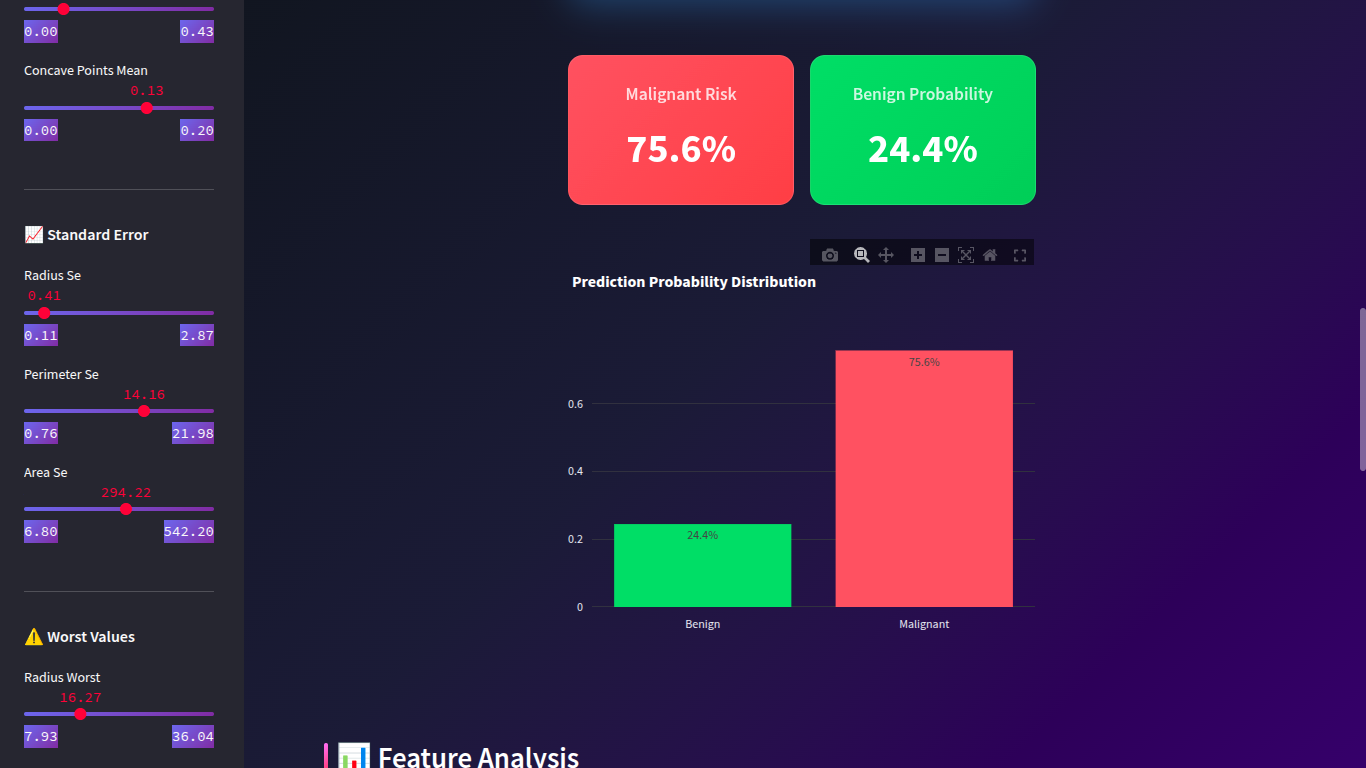 0.00 0.43
Concave Points Mean
0.13
0.00 0.20
📈 Standard Error
Radius Se
0.41
0.11 2.87
Perimeter Se
14.16
0.76 21.98
Area Se
294.22
6.80 542.20
⚠️ Worst Values
Radius Worst
16.27
7.93 36.04
Malignant Risk
75.6%
Benign Probability
24.4%
Prediction Probability Distribution
0.6
0.4
0.2
0
75.6%
24.4%
Benign Malignant
📊 Feature Analysis